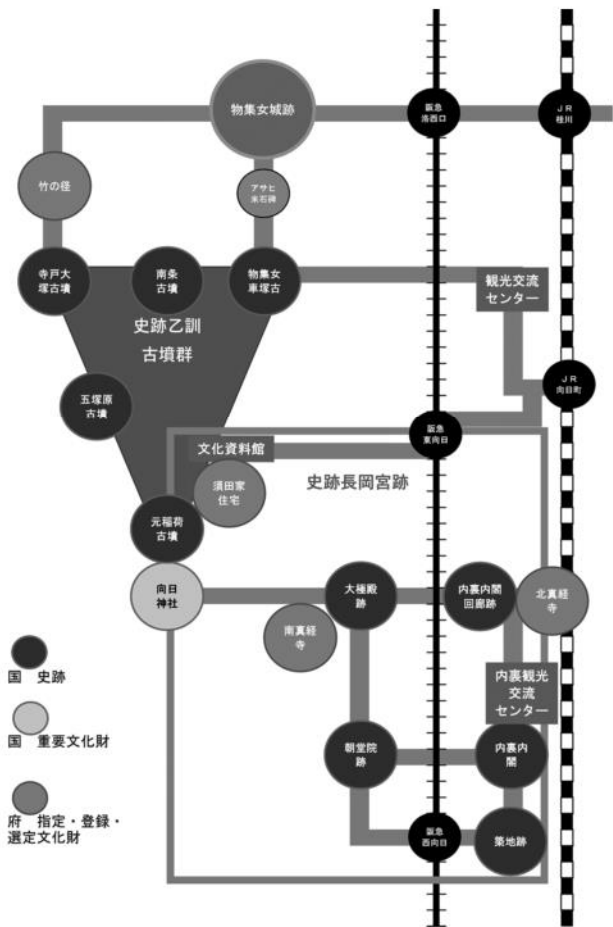 物集女城跡
阪急
洛西口
ＪＲ
桂川
竹の径
アサヒ
米石碑
寺戸大
塚古墳
南条
古墳
物集女
車塚古
観光交流
センター
史跡乙訓
古墳群
ＪＲ
向日町
五塚原
古墳
阪急
東向日
文化資料館
須田家
住宅
史跡長岡宮跡
元稲荷
古墳
向日
神社
大極殿
跡
内裏内閣
回廊跡
北真経
寺
南真経
寺
国　史跡
内裏観光
交流
センター
国　重要文化財
朝堂院
跡
内裏内
閣
府　指定・登録・
選定文化財
阪急
西向日
築地跡